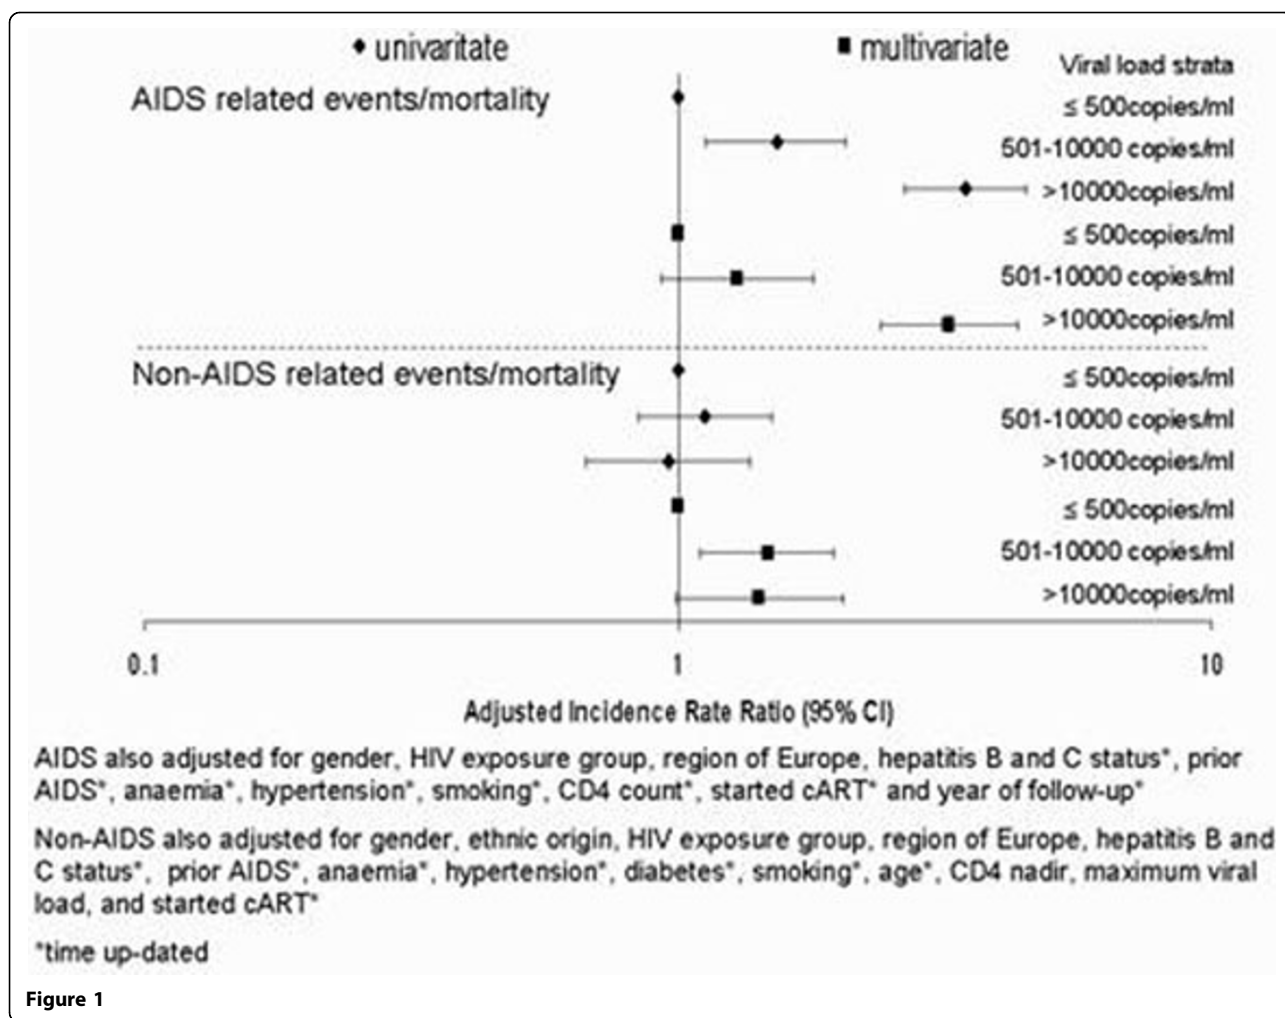 univaritate multivariate
Viral load strata
AIDS related events/mortality
≤ 500copies/ml
501-10000 copies/ml
>10000copies/ml
≤ 500copies/ml
501-10000 copies/ml
>10000copies/ml
Non-AIDS related events/mortality
≤ 500copies/ml
501-10000 copies/ml
>10000copies/ml
≤ 500copies/ml
501-10000 copies/ml
>10000copies/ml
0.1 1 10
Adjusted Incidence Rate Ratio (95% CI)
AIDS also adjusted for gender, HIV exposure group, region of Europe, hepatitis B and C status*, prior
AIDS*, anaemia*, hypertension*, smoking*, CD4 count*, started cART* and year of follow-up*
Non-AIDS also adjusted for gender, ethnic origin, HIV exposure group, region of Europe, hepatitis B and
C status*, prior AIDS*, anaemia*, hypertension*, diabetes*, smoking*, age*, CD4 nadir, maximum viral
load, and started cART*
*time up-dated
Figure 1